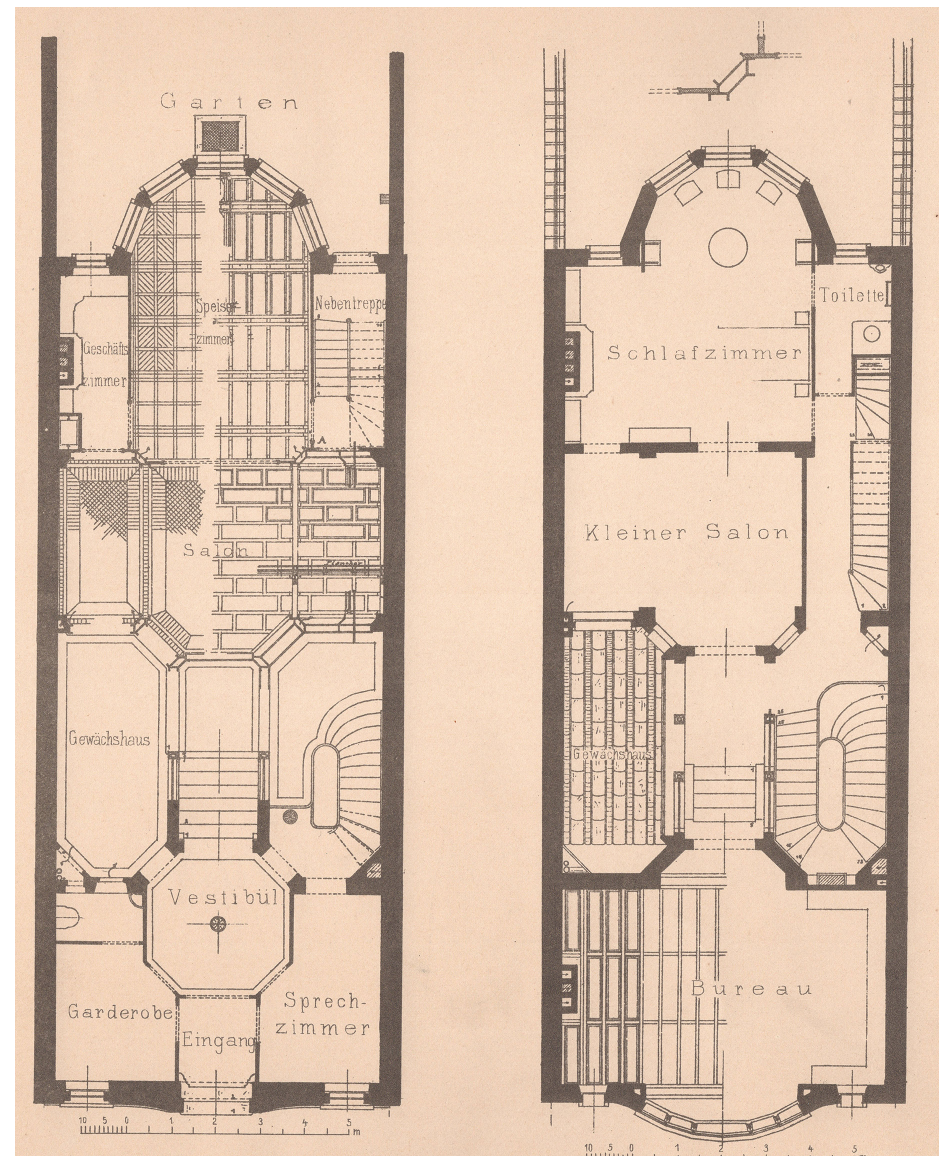 Garten
Speise-
zimmer
Nebentreppe
Geschäfts
zimmer
A
Salon
Plancher
Gewächshaus
A
Vestibül
Garderobe
Sprech-
zimmer
Eingang
10 5 0 1 2 3 4 5 m
Toilette
Schlafzimmer
Kleiner Salon
Gewächshaus
Bureau
10 5 0 1 2 3 4 5